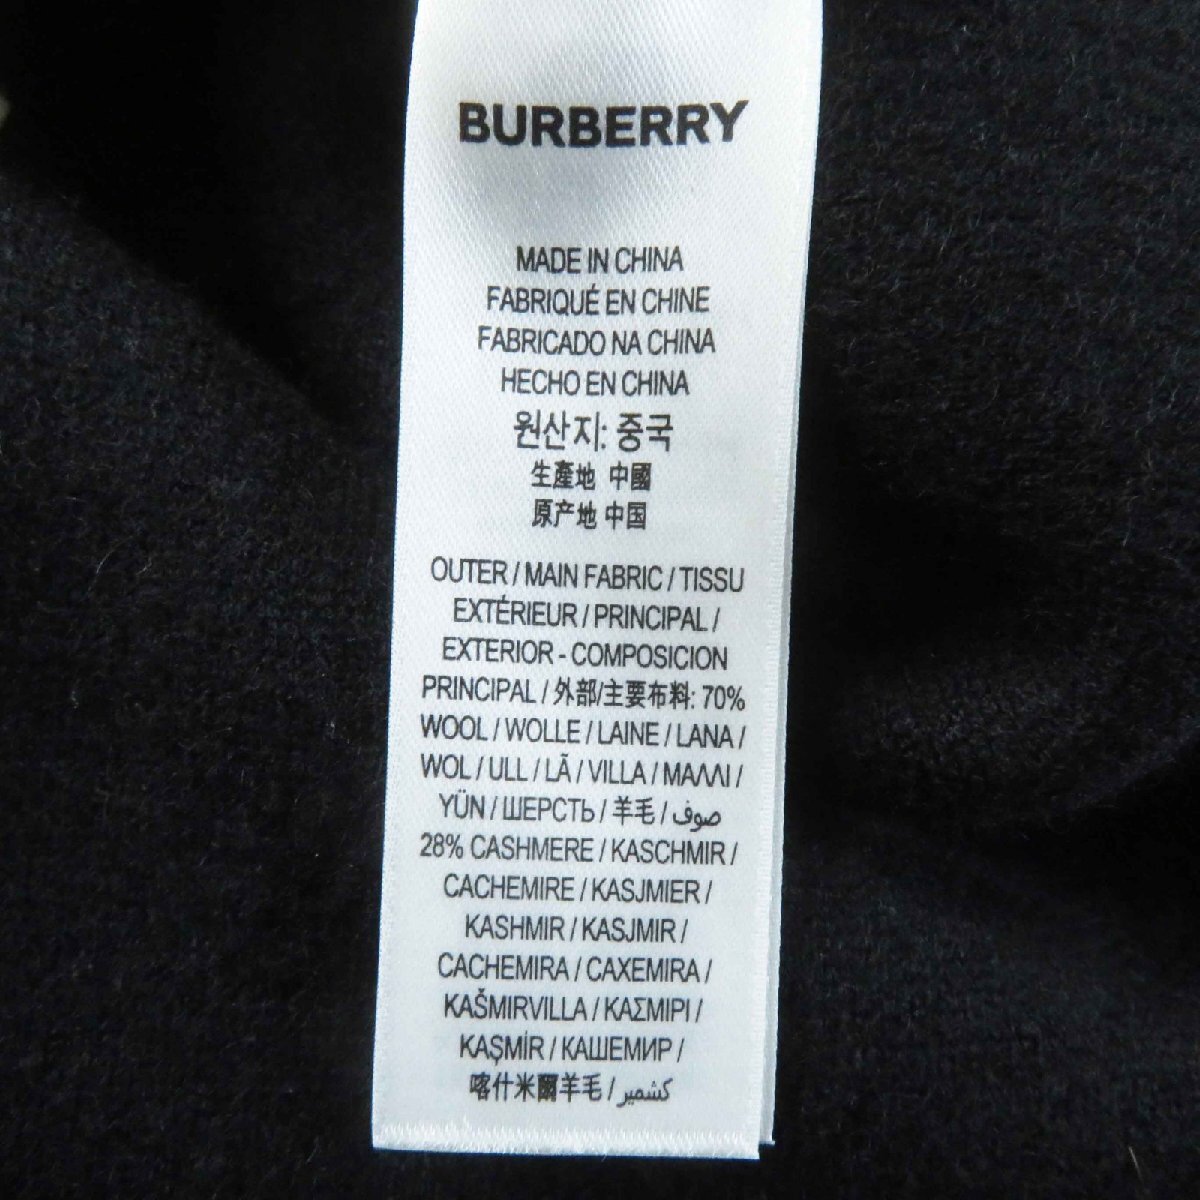 BURBERRY
MADE IN CHINA
FABRIQUÉ EN CHINE
FABRICADO NA CHINA
HECHO EN CHINA
원산지: 중국
生產地 中國
原产地 中国
OUTER / MAIN FABRIC / TISSU
EXTÉRIEUR / PRINCIPAL /
EXTERIOR - COMPOSICION
PRINCIPAL / 外部/主要布料: 70%
WOOL / WOLLE / LAINE / LANA /
WOL / ULL / LÃ / VILLA / ΜΑΛΛΙ /
YÜN / ШЕРСТЬ / 羊毛 / صوف
28% CASHMERE / KASCHMIR /
CACHEMIRE / KASJMIER /
KASHMIR / KASJMIR /
CACHEMIRA / CAXEMIRA /
KAŠMIRVILLA / ΚΑΣΜΙΡΙ /
KAŞMİR / КАШЕМИР /
喀什米爾羊毛 / كشمير